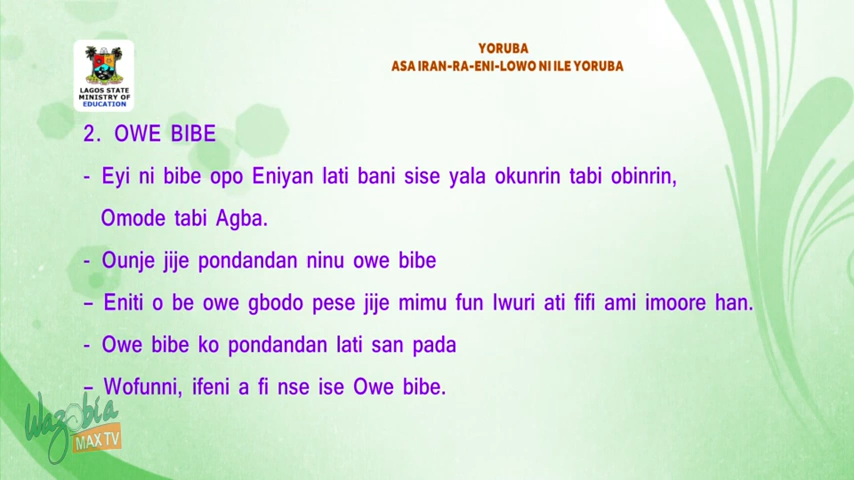 YORUBA
ASA IRAN-RA-ENI-LOWO NI ILE YORUBA
LAGOS STATE
MINISTRY OF
EDUCATION
2. OWE BIBE
- Eyi ni bibe opo Eniyan lati bani sise yala okunrin tabi obinrin,
Omode tabi Agba.
- Ounje jije pondandan ninu owe bibe
– Eniti o be owe gbodo pese jije mimu fun Iwuri ati fifi ami imoore han.
- Owe bibe ko pondandan lati san pada
– Wofunni, ifeni a fi nse ise Owe bibe.
Wazobia
MAX TV